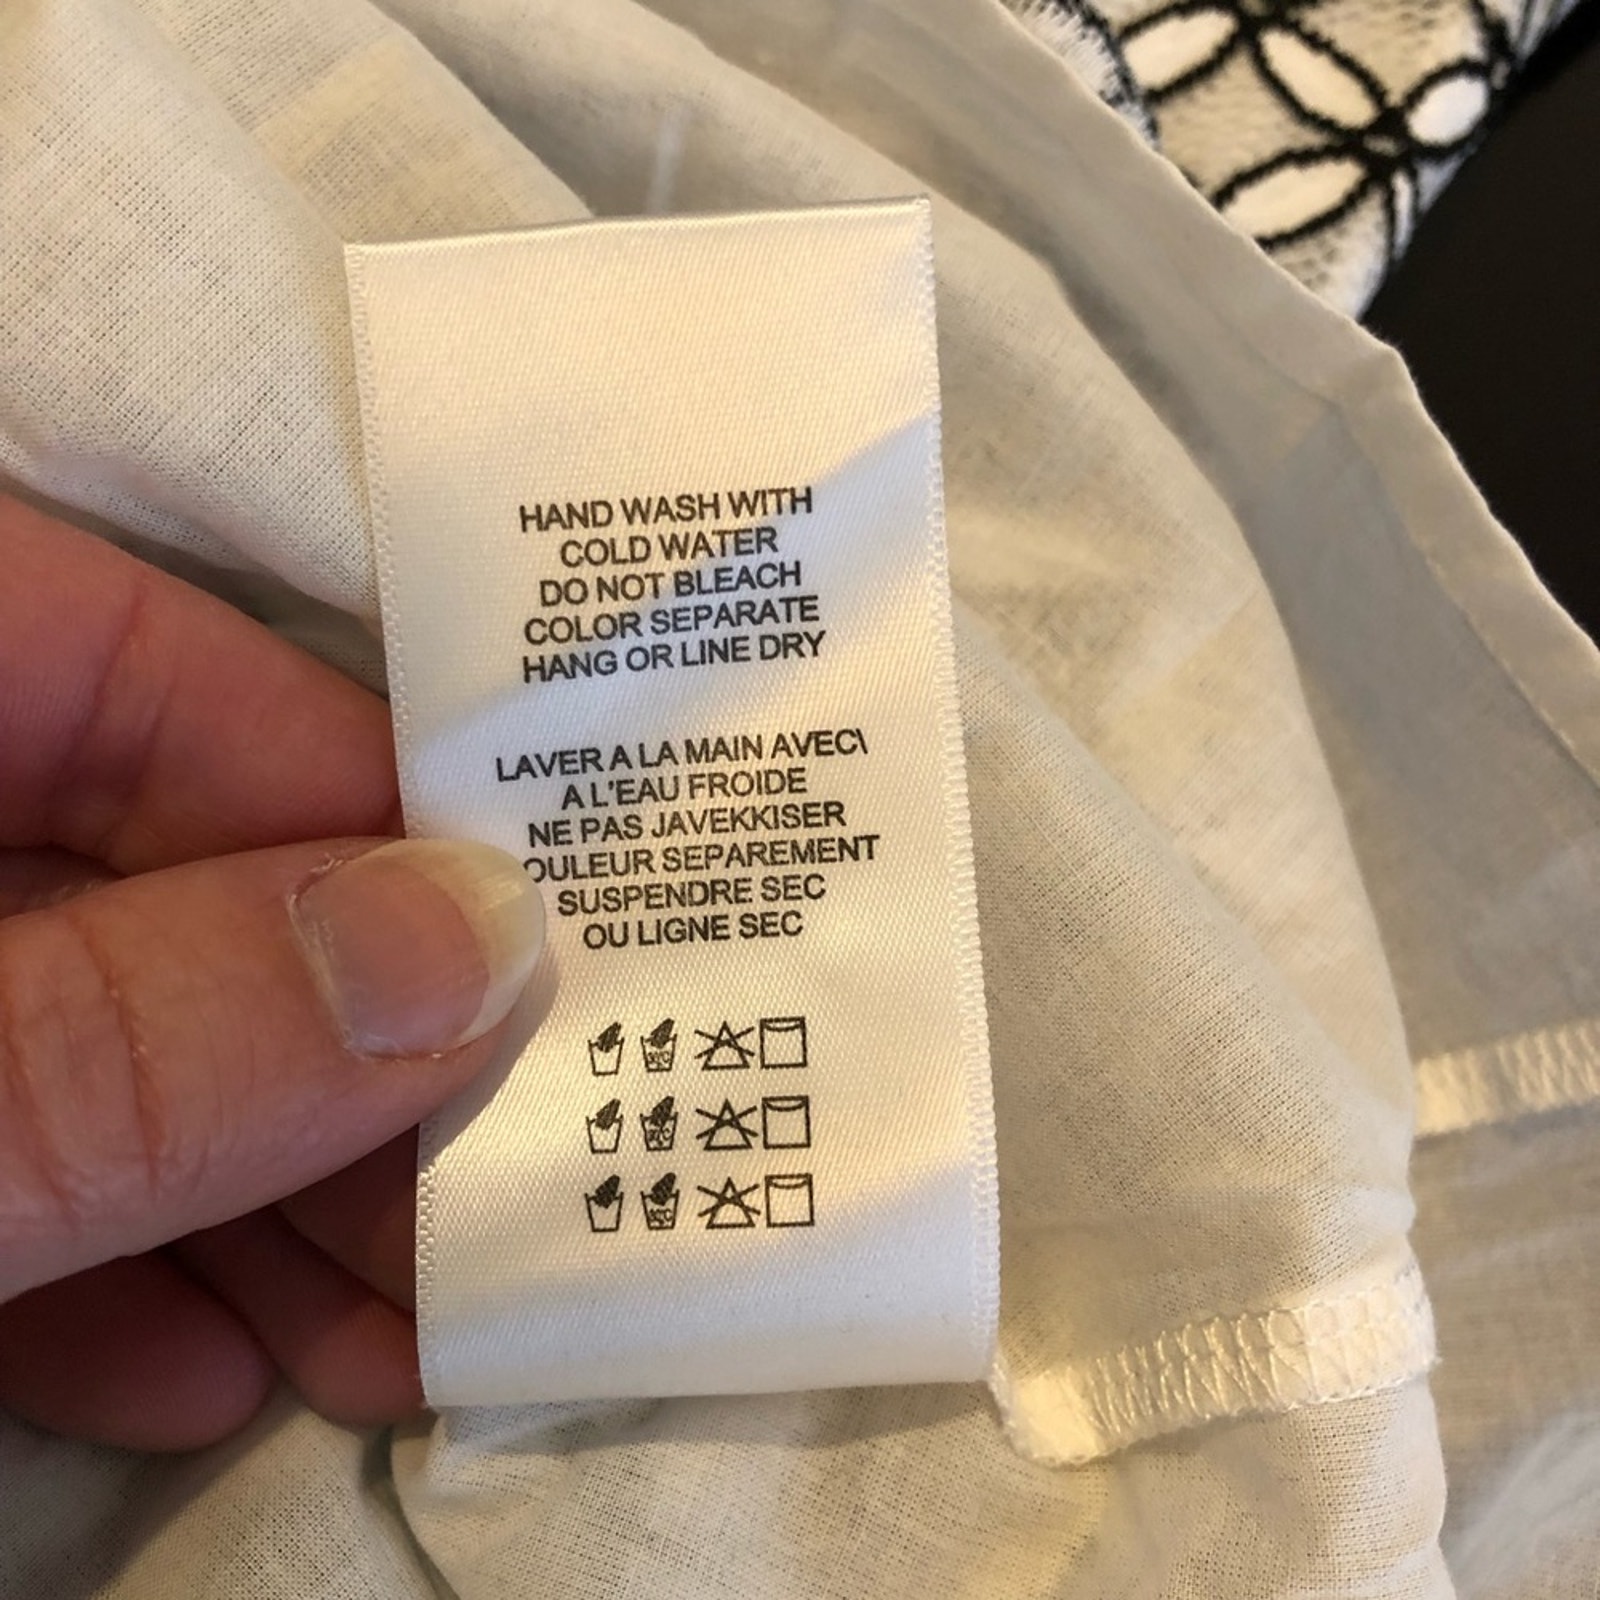 HAND WASH WITH
COLD WATER
DO NOT BLEACH
COLOR SEPARATE
HANG OR LINE DRY
LAVER A LA MAIN AVEC\
A L'EAU FROIDE
NE PAS JAVEKKISER
OULEUR SEPAREMENT
SUSPENDRE SEC
OU LIGNE SEC